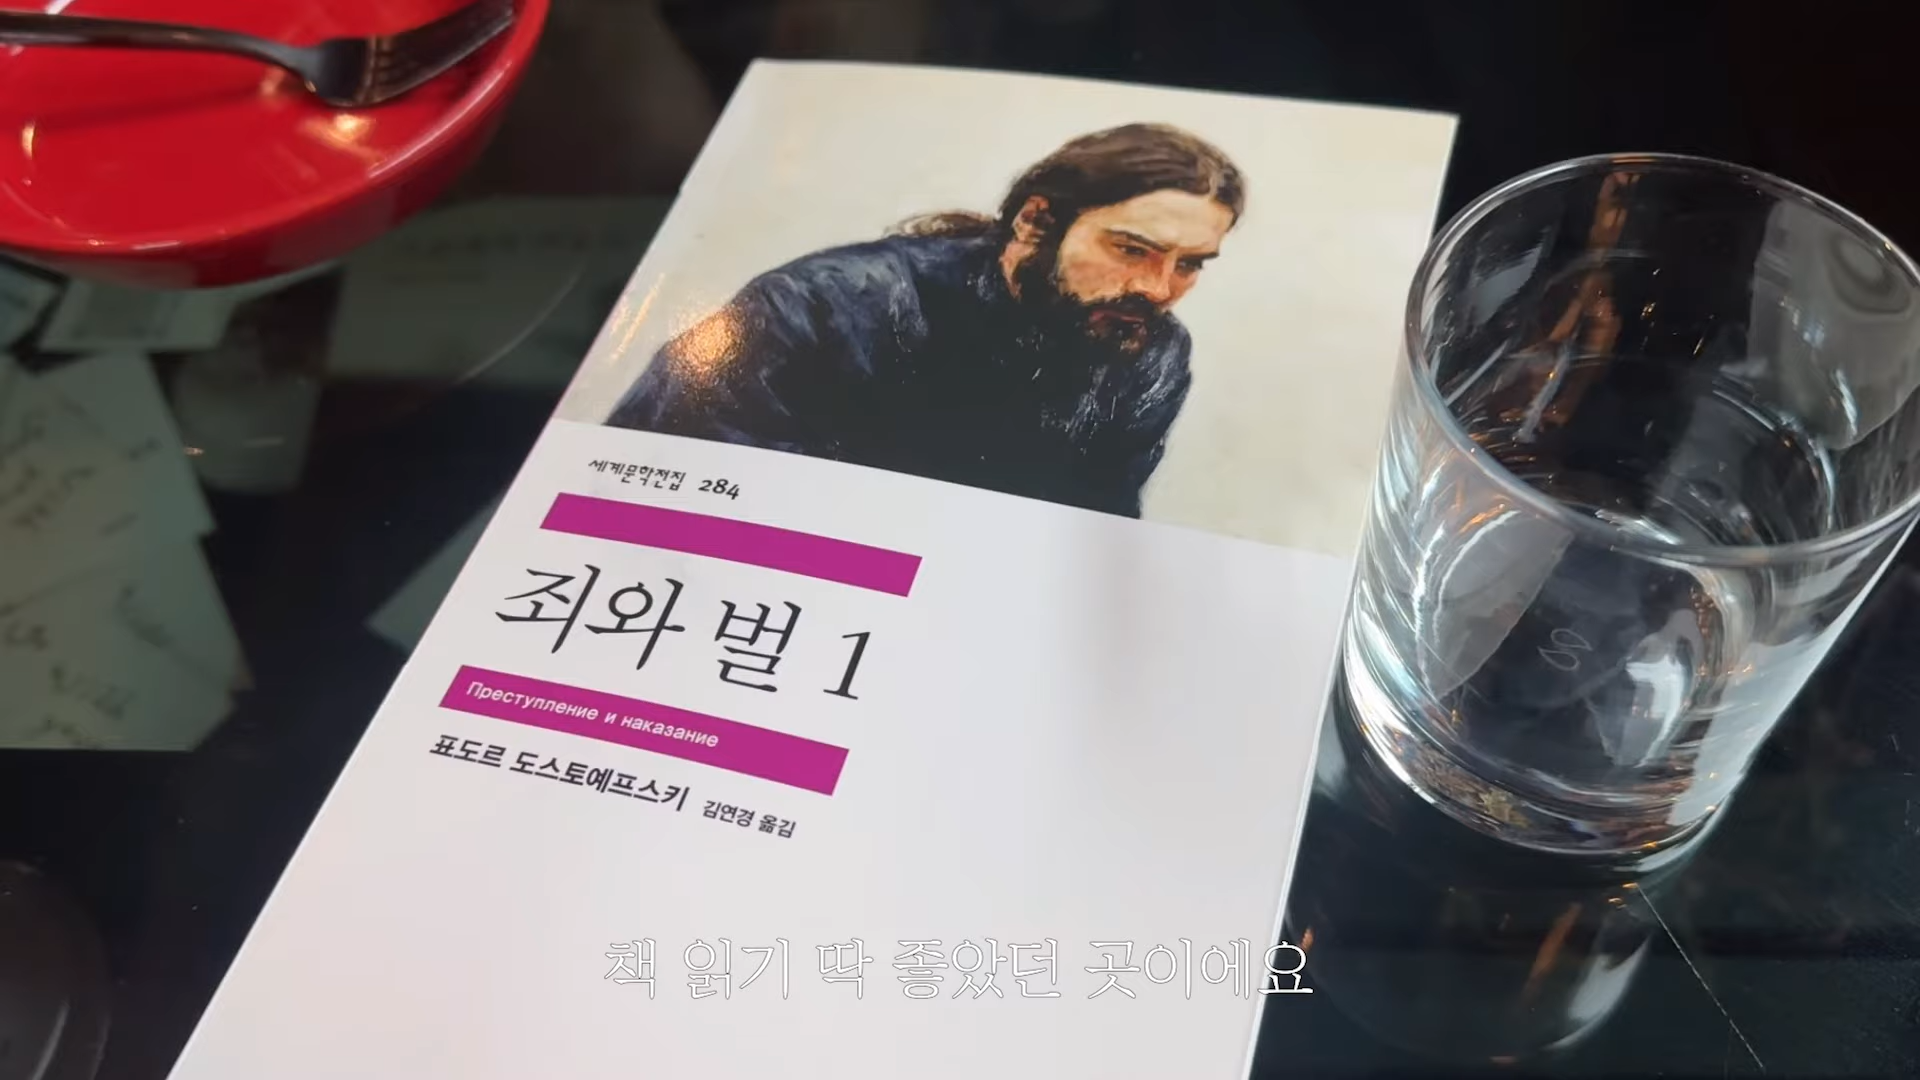 세계문학전집 284
죄와 벌 1
Преступление и наказание
표도르 도스토예프스키 김연경 옮김
책 읽기 딱 좋았던 곳이에요